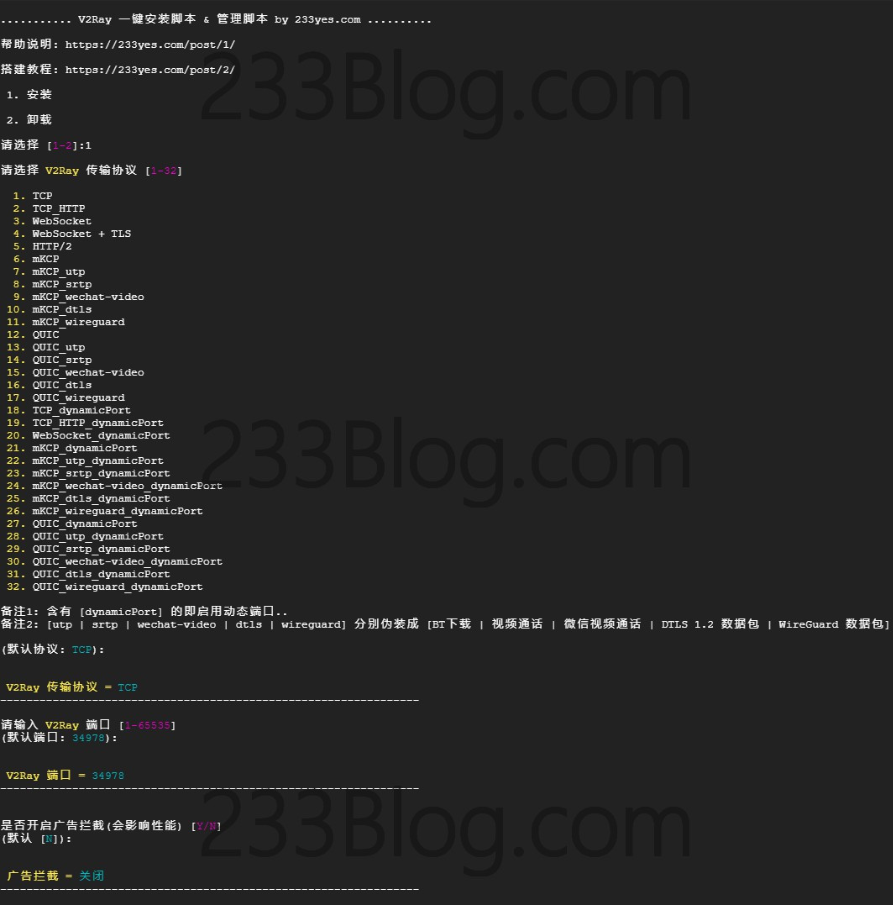 ........... V2Ray 一键安装脚本 & 管理脚本 by 233yes.com ..........
帮助说明: https://233yes.com/post/1/
搭建教程: https://233yes.com/post/2/
233Blog.com
1. 安装
2. 卸载
请选择 [1-2]:1
请选择 V2Ray 传输协议 [1-32]
1. TCP
2. TCP_HTTP
3. WebSocket
4. WebSocket + TLS
5. HTTP/2
6. mKCP
7. mKCP_utp
8. mKCP_srtp
9. mKCP_wechat-video
10. mKCP_dtls
11. mKCP_wireguard
12. QUIC
13. QUIC_utp
14. QUIC_srtp
15. QUIC_wechat-video
16. QUIC_dtls
17. QUIC_wireguard
18. TCP_dynamicPort
19. TCP_HTTP_dynamicPort
20. WebSocket_dynamicPort
233Blog.com
21. mKCP_dynamicPort
22. mKCP_utp_dynamicPort
23. mKCP_srtp_dynamicPort
24. mKCP_wechat-video_dynamicPort
25. mKCP_dtls_dynamicPort
26. mKCP_wireguard_dynamicPort
27. QUIC_dynamicPort
28. QUIC_utp_dynamicPort
29. QUIC_srtp_dynamicPort
30. QUIC_wechat-video_dynamicPort
31. QUIC_dtls_dynamicPort
32. QUIC_wireguard_dynamicPort
备注1: 含有 [dynamicPort] 的即启用动态端口..
备注2: [utp | srtp | wechat-video | dtls | wireguard] 分别伪装成 [BT下载 | 视频通话 | 微信视频通话 | DTLS 1.2 数据包 | WireGuard 数据包]
(默认协议: TCP):
V2Ray 传输协议 = TCP
----------------------------------------------------------------
请输入 V2Ray 端口 [1-65535]
(默认端口: 34978):
V2Ray 端口 = 34978
----------------------------------------------------------------
233Blog.com
是否开启广告拦截(会影响性能) [Y/N]
(默认 [N]):
广告拦截 = 关闭
----------------------------------------------------------------